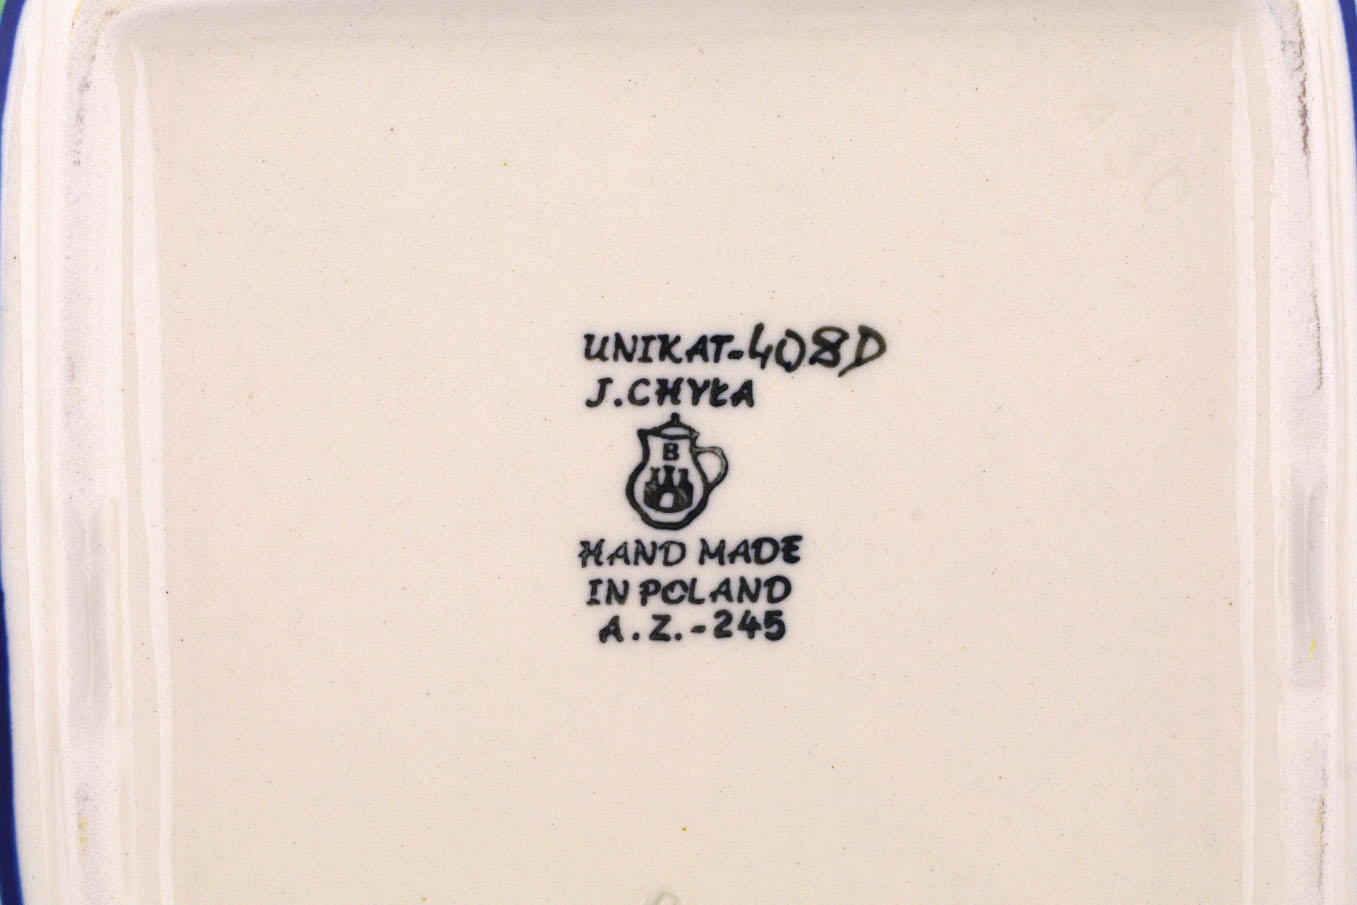 UNIKAT-408D
J.CHYŁA
B
HAND MADE
IN POLAND
A.Z.-245